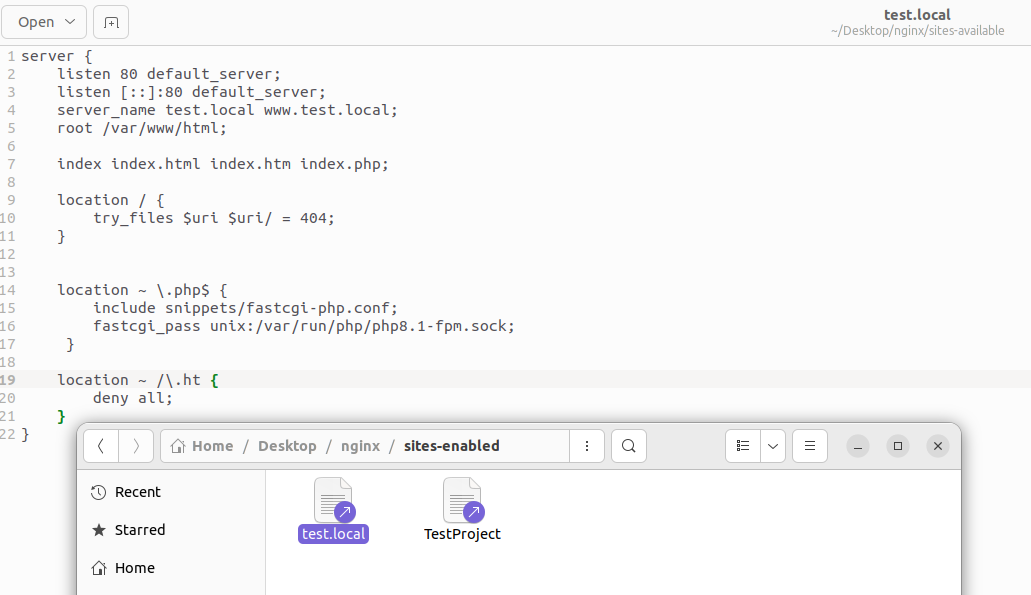 Open
test.local
~/Desktop/nginx/sites-available
1 server {
2     listen 80 default_server;
3     listen [::]:80 default_server;
4     server_name test.local www.test.local;
5     root /var/www/html;
6
7     index index.html index.htm index.php;
8
9     location / {
10         try_files $uri $uri/ = 404;
11     }
12
13
14     location ~ \.php$ {
15         include snippets/fastcgi-php.conf;
16         fastcgi_pass unix:/var/run/php/php8.1-fpm.sock;
17      }
18
19     location ~ /\.ht {
20         deny all;
21     }
22 }
Home / Desktop / nginx / sites-enabled
Recent
Starred
Home
test.local
TestProject